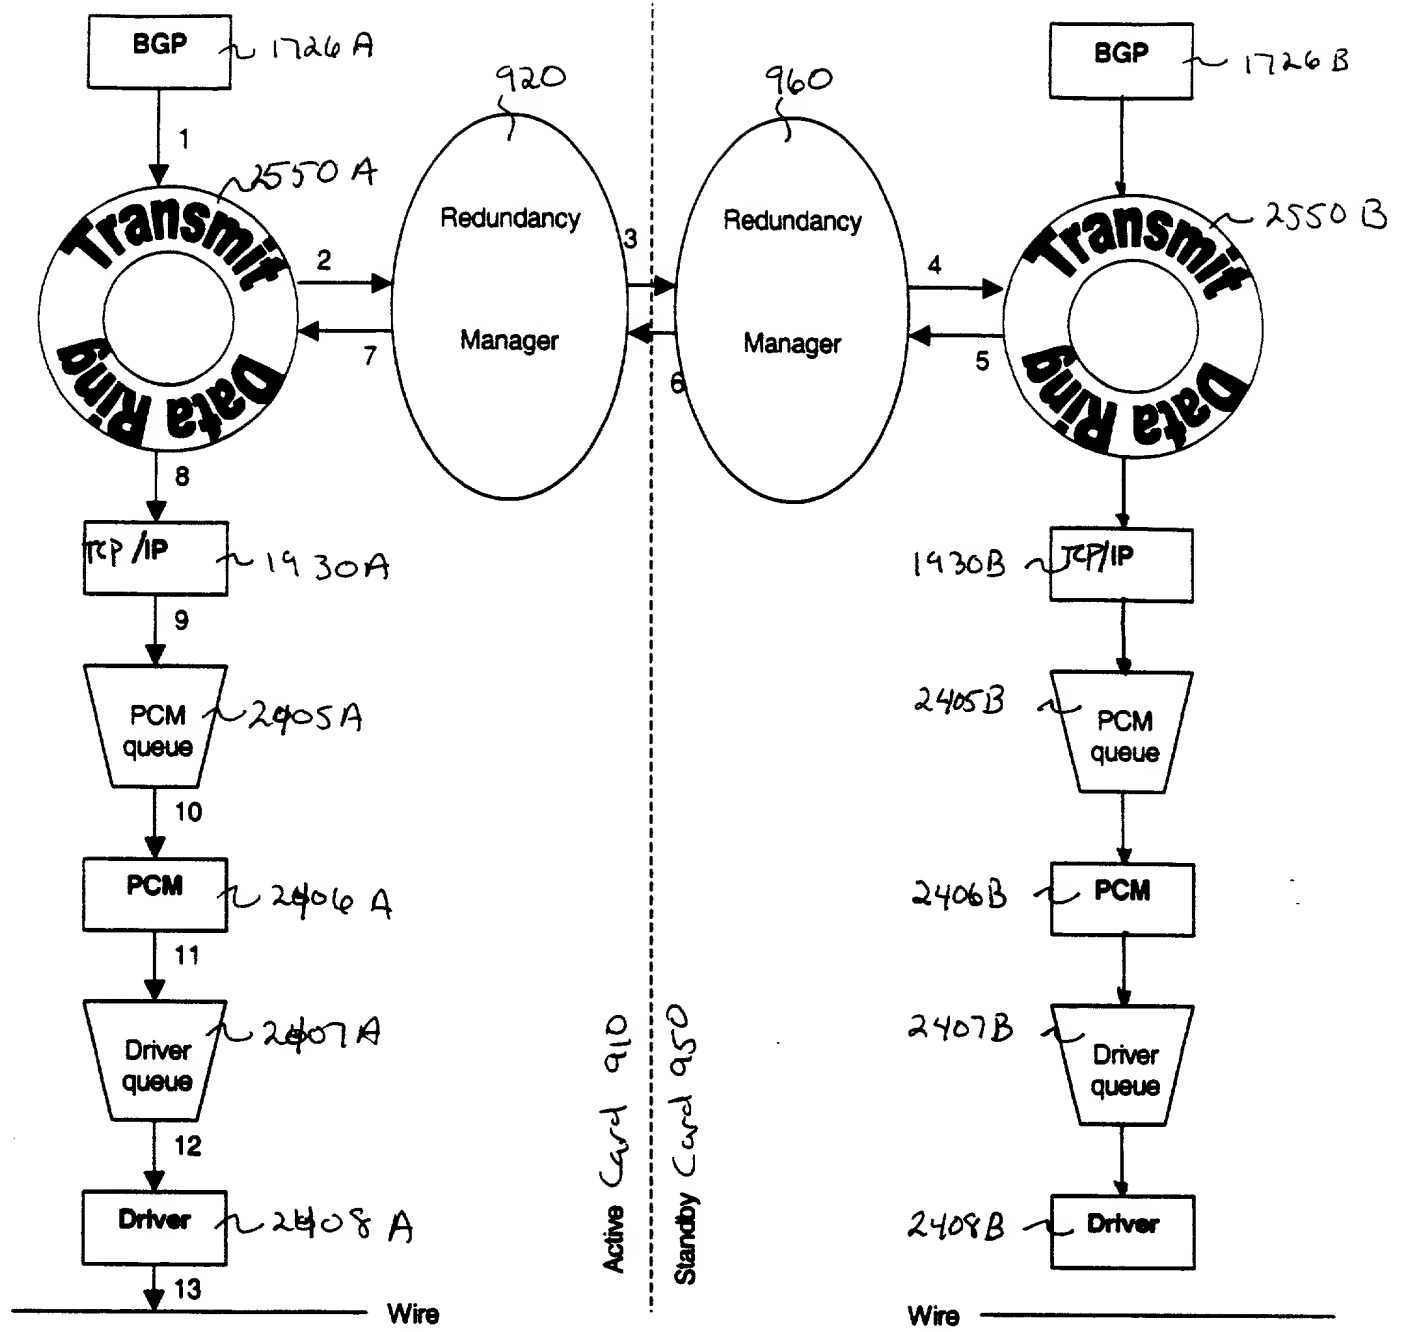 BGP
1726A
920
960
BGP
1726B
1
2550A
2550B
Transmit
Data Ring
Redundancy
Manager
Redundancy
Manager
Transmit
Data Ring
2
3
4
7
6
5
8
TCP/IP
1930A
1930B
TCP/IP
9
PCM
queue
2405A
2405B
PCM
queue
10
PCM
2406A
2406B
PCM
11
Driver
queue
2407A
2407B
Driver
queue
Active Card 910
Standby Card 950
12
Driver
2408A
2408B
Driver
13
Wire
Wire